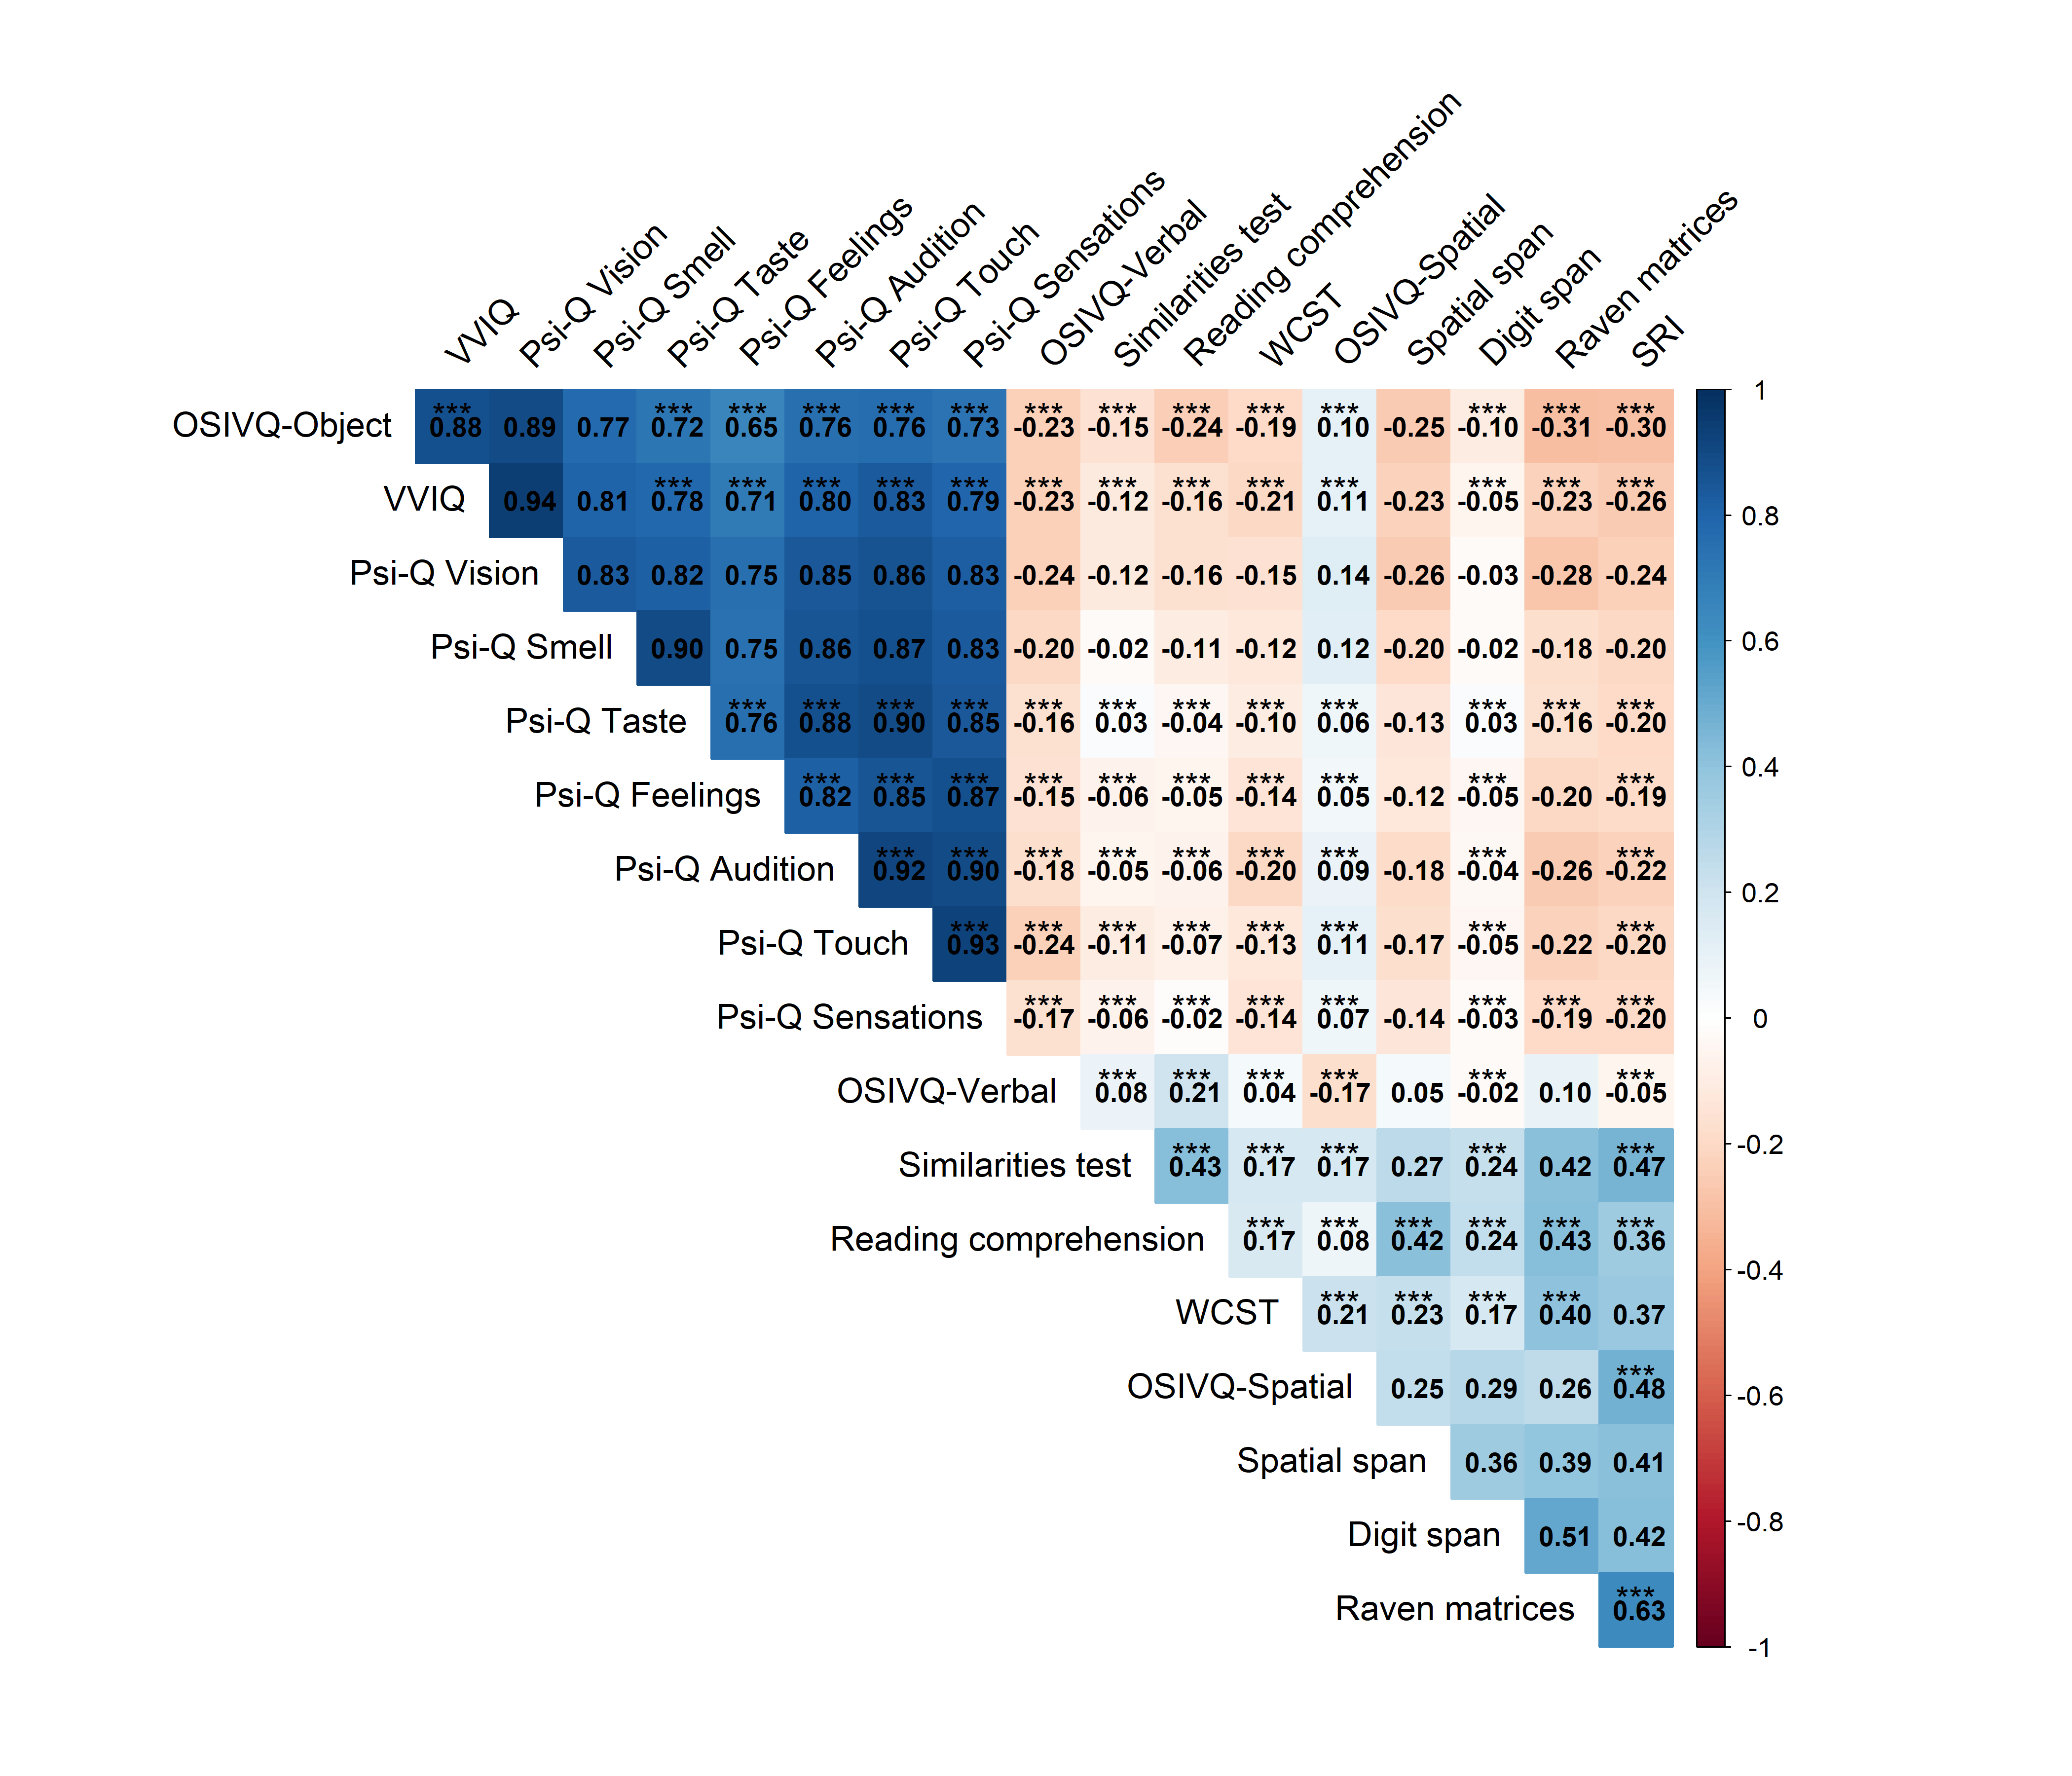 VVIQ
Psi-Q Vision
Psi-Q Smell
Psi-Q Taste
Psi-Q Feelings
Psi-Q Audition
Psi-Q Touch
Psi-Q Sensations
OSIVQ-Verbal
Similarities test
Reading comprehension
WCST
OSIVQ-Spatial
Spatial span
Digit span
Raven matrices
SRI
*** *** *** *** *** *** *** *** *** *** *** *** *** *** ***
OSIVQ-Object 0.88 0.89 0.77 0.72 0.65 0.76 0.76 0.73 -0.23 -0.15 -0.24 -0.19 0.10 -0.25 -0.10 -0.31 -0.30
*** *** *** *** *** *** *** *** *** *** *** *** ***
VVIQ 0.94 0.81 0.78 0.71 0.80 0.83 0.79 -0.23 -0.12 -0.16 -0.21 0.11 -0.23 -0.05 -0.23 -0.26
Psi-Q Vision 0.83 0.82 0.75 0.85 0.86 0.83 -0.24 -0.12 -0.16 -0.15 0.14 -0.26 -0.03 -0.28 -0.24
Psi-Q Smell 0.90 0.75 0.86 0.87 0.83 -0.20 -0.02 -0.11 -0.12 0.12 -0.20 -0.02 -0.18 -0.20
*** *** *** *** *** *** *** *** *** *** *** ***
Psi-Q Taste 0.76 0.88 0.90 0.85 -0.16 0.03 -0.04 -0.10 0.06 -0.13 0.03 -0.16 -0.20
*** *** *** *** *** *** *** *** *** ***
Psi-Q Feelings 0.82 0.85 0.87 -0.15 -0.06 -0.05 -0.14 0.05 -0.12 -0.05 -0.20 -0.19
*** *** *** *** *** *** *** *** ***
Psi-Q Audition 0.92 0.90 -0.18 -0.05 -0.06 -0.20 0.09 -0.18 -0.04 -0.26 -0.22
*** *** *** *** *** *** *** ***
Psi-Q Touch 0.93 -0.24 -0.11 -0.07 -0.13 0.11 -0.17 -0.05 -0.22 -0.20
*** *** *** *** *** *** *** ***
Psi-Q Sensations -0.17 -0.06 -0.02 -0.14 0.07 -0.14 -0.03 -0.19 -0.20
*** *** *** *** *** ***
OSIVQ-Verbal 0.08 0.21 0.04 -0.17 0.05 -0.02 0.10 -0.05
*** *** *** *** ***
Similarities test 0.43 0.17 0.17 0.27 0.24 0.42 0.47
*** *** *** *** *** ***
Reading comprehension 0.17 0.08 0.42 0.24 0.43 0.36
*** *** *** ***
WCST 0.21 0.23 0.17 0.40 0.37
***
OSIVQ-Spatial 0.25 0.29 0.26 0.48
Spatial span 0.36 0.39 0.41
Digit span 0.51 0.42
***
Raven matrices 0.63
1
0.8
0.6
0.4
0.2
0
-0.2
-0.4
-0.6
-0.8
-1